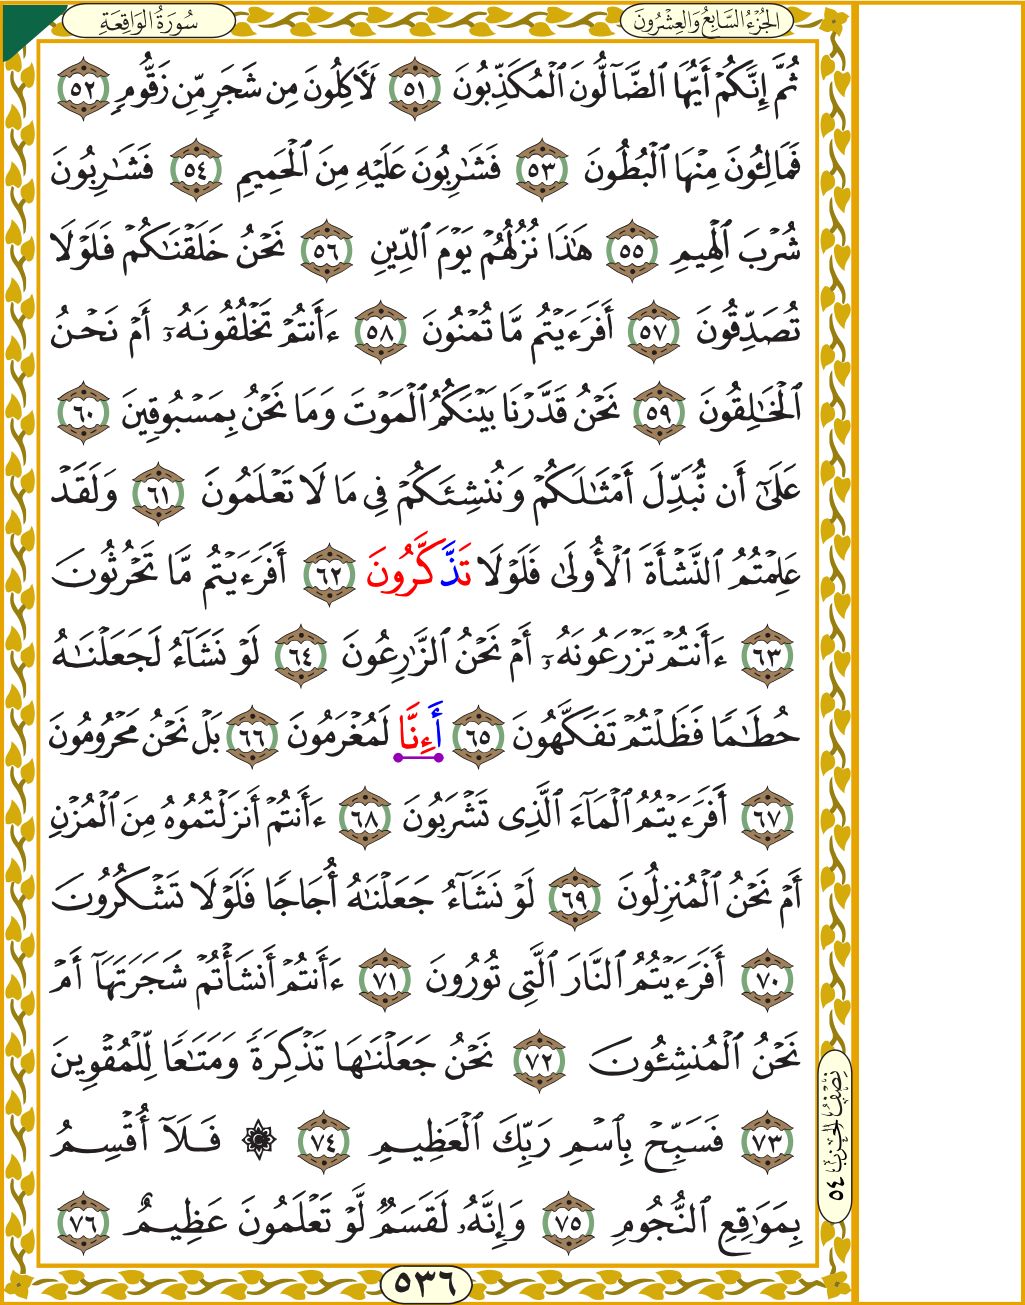 سُورَةُ الوَاقِعَةِ
الجُزْءُ السَّابِعُ وَالعِشْرُونَ
ثُمَّ إِنَّكُمْ أَيُّهَا ٱلضَّآلُّونَ ٱلْمُكَذِّبُونَ ٥١ لَأَكِلُونَ مِن شَجَرٍ مِّن زَقُّومٍ ٥٢
فَمَالِـُٔونَ مِنْهَا ٱلْبُطُونَ ٥٣ فَشَـٰرِبُونَ عَلَيْهِ مِنَ ٱلْحَمِيمِ ٥٤ فَشَـٰرِبُونَ
شُرْبَ ٱلْهِيمِ ٥٥ هَـٰذَا نُزُلُهُمْ يَوْمَ ٱلدِّينِ ٥٦ نَحْنُ خَلَقْنَـٰكُمْ فَلَوْلَا
تُصَدِّقُونَ ٥٧ أَفَرَءَيْتُم مَّا تُمْنُونَ ٥٨ ءَأَنتُمْ تَخْلُقُونَهُۥٓ أَمْ نَحْنُ
ٱلْخَـٰلِقُونَ ٥٩ نَحْنُ قَدَّرْنَا بَيْنَكُمُ ٱلْمَوْتَ وَمَا نَحْنُ بِمَسْبُوقِينَ ٦٠
عَلَىٰٓ أَن نُّبَدِّلَ أَمْثَـٰلَكُمْ وَنُنشِئَكُمْ فِى مَا لَا تَعْلَمُونَ ٦١ وَلَقَدْ
عَلِمْتُمُ ٱلنَّشْأَةَ ٱلْأُولَىٰ فَلَوْلَا تَذَّكَّرُونَ ٦٢ أَفَرَءَيْتُم مَّا تَحْرُثُونَ
٦٣ ءَأَنتُمْ تَزْرَعُونَهُۥٓ أَمْ نَحْنُ ٱلزَّٰرِعُونَ ٦٤ لَوْ نَشَآءُ لَجَعَلْنَـٰهُ
حُطَـٰمًا فَظَلْتُمْ تَفَكَّهُونَ ٦٥ أَءِنَّا لَمُغْرَمُونَ ٦٦ بَلْ نَحْنُ مَحْرُومُونَ
٦٧ أَفَرَءَيْتُمُ ٱلْمَآءَ ٱلَّذِى تَشْرَبُونَ ٦٨ ءَأَنتُمْ أَنزَلْتُمُوهُ مِنَ ٱلْمُزْنِ
أَمْ نَحْنُ ٱلْمُنزِلُونَ ٦٩ لَوْ نَشَآءُ جَعَلْنَـٰهُ أُجَاجًا فَلَوْلَا تَشْكُرُونَ
٧٠ أَفَرَءَيْتُمُ ٱلنَّارَ ٱلَّتِى تُورُونَ ٧١ ءَأَنتُمْ أَنشَأْتُمْ شَجَرَتَهَآ أَمْ
نَحْنُ ٱلْمُنشِـُٔونَ ٧٢ نَحْنُ جَعَلْنَـٰهَا تَذْكِرَةً وَمَتَـٰعًا لِّلْمُقْوِينَ
٧٣ فَسَبِّحْ بِٱسْمِ رَبِّكَ ٱلْعَظِيمِ ٧٤ ۞ فَلَآ أُقْسِمُ
بِمَوَٰقِعِ ٱلنُّجُومِ ٧٥ وَإِنَّهُۥ لَقَسَمٌ لَّوْ تَعْلَمُونَ عَظِيمٌ ٧٦
نِصْفُ الحِزْبِ ٥٤
٥٣٦